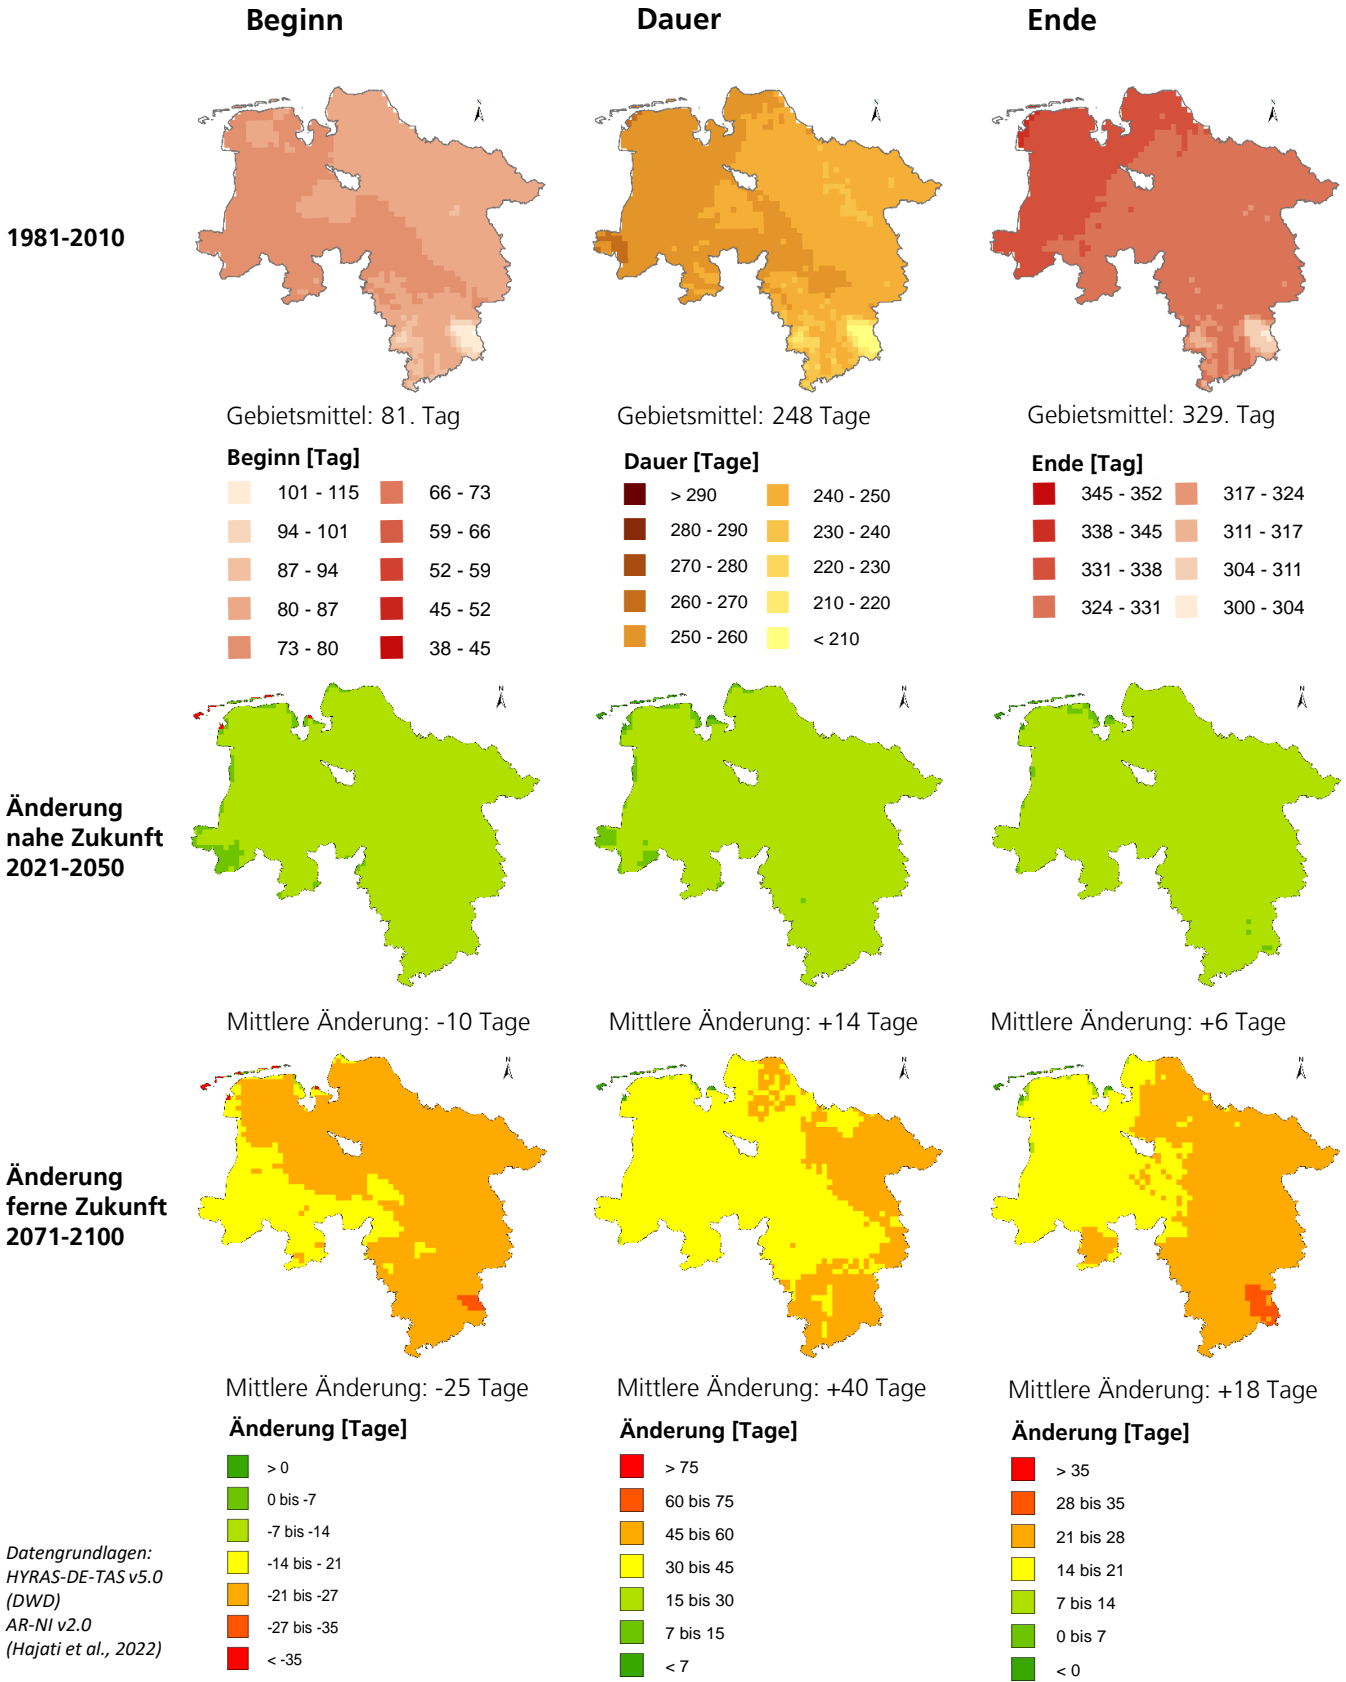 Beginn
Dauer
Ende
1981-2010
N
N
N
Gebietsmittel: 81. Tag
Gebietsmittel: 248 Tage
Gebietsmittel: 329. Tag
Beginn [Tag]
101 - 115
94 - 101
87 - 94
80 - 87
73 - 80
66 - 73
59 - 66
52 - 59
45 - 52
38 - 45
Dauer [Tage]
> 290
280 - 290
270 - 280
260 - 270
250 - 260
240 - 250
230 - 240
220 - 230
210 - 220
< 210
Ende [Tag]
345 - 352
338 - 345
331 - 338
324 - 331
317 - 324
311 - 317
304 - 311
300 - 304
Änderung
nahe Zukunft
2021-2050
N
N
N
Mittlere Änderung: -10 Tage
Mittlere Änderung: +14 Tage
Mittlere Änderung: +6 Tage
Änderung
ferne Zukunft
2071-2100
N
N
N
Mittlere Änderung: -25 Tage
Mittlere Änderung: +40 Tage
Mittlere Änderung: +18 Tage
Änderung [Tage]
> 0
0 bis -7
-7 bis -14
-14 bis - 21
-21 bis -27
-27 bis -35
< -35
Änderung [Tage]
> 75
60 bis 75
45 bis 60
30 bis 45
15 bis 30
7 bis 15
< 7
Änderung [Tage]
> 35
28 bis 35
21 bis 28
14 bis 21
7 bis 14
0 bis 7
< 0
Datengrundlagen:
HYRAS-DE-TAS v5.0
(DWD)
AR-NI v2.0
(Hajati et al., 2022)